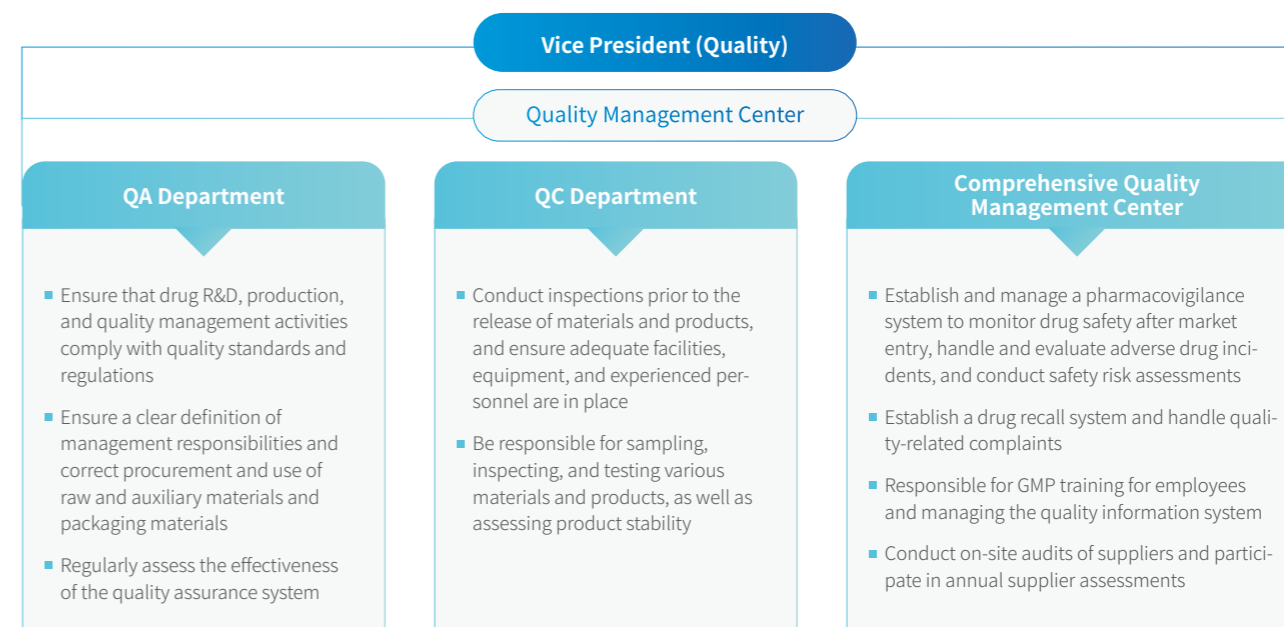 Vice President (Quality)
Quality Management Center
QA Department
Ensure that drug R&D, production,
and quality management activities
comply with quality standards and
regulations
Ensure a clear definition of
management responsibilities and
correct procurement and use of
raw and auxiliary materials and
packaging materials
Regularly assess the effectiveness
of the quality assurance system
QC Department
Conduct inspections prior to the
release of materials and products,
and ensure adequate facilities,
equipment, and experienced per-
sonnel are in place
Be responsible for sampling,
inspecting, and testing various
materials and products, as well as
assessing product stability
Comprehensive Quality
Management Center
Establish and manage a pharmacovigilance
system to monitor drug safety after market
entry, handle and evaluate adverse drug inci-
dents, and conduct safety risk assessments
Establish a drug recall system and handle quali-
ty-related complaints
Responsible for GMP training for employees
and managing the quality information system
Conduct on-site audits of suppliers and partici-
pate in annual supplier assessments